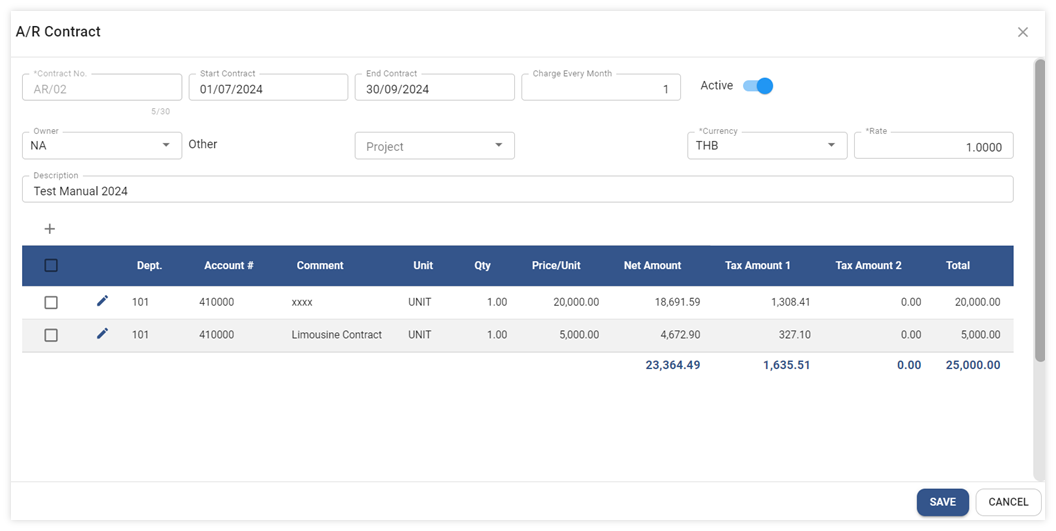 A/R Contract
*Contract No. Start Contract End Contract Charge Every Month
AR/02 01/07/2024 30/09/2024 1 Active
5/30
Owner *Currency *Rate
NA Other Project THB 1.0000
Description
Test Manual 2024
+
Dept. Account # Comment Unit Qty Price/Unit Net Amount Tax Amount 1 Tax Amount 2 Total
101 410000 xxxx UNIT 1.00 20,000.00 18,691.59 1,308.41 0.00 20,000.00
101 410000 Limousine Contract UNIT 1.00 5,000.00 4,672.90 327.10 0.00 5,000.00
23,364.49 1,635.51 0.00 25,000.00
SAVE CANCEL